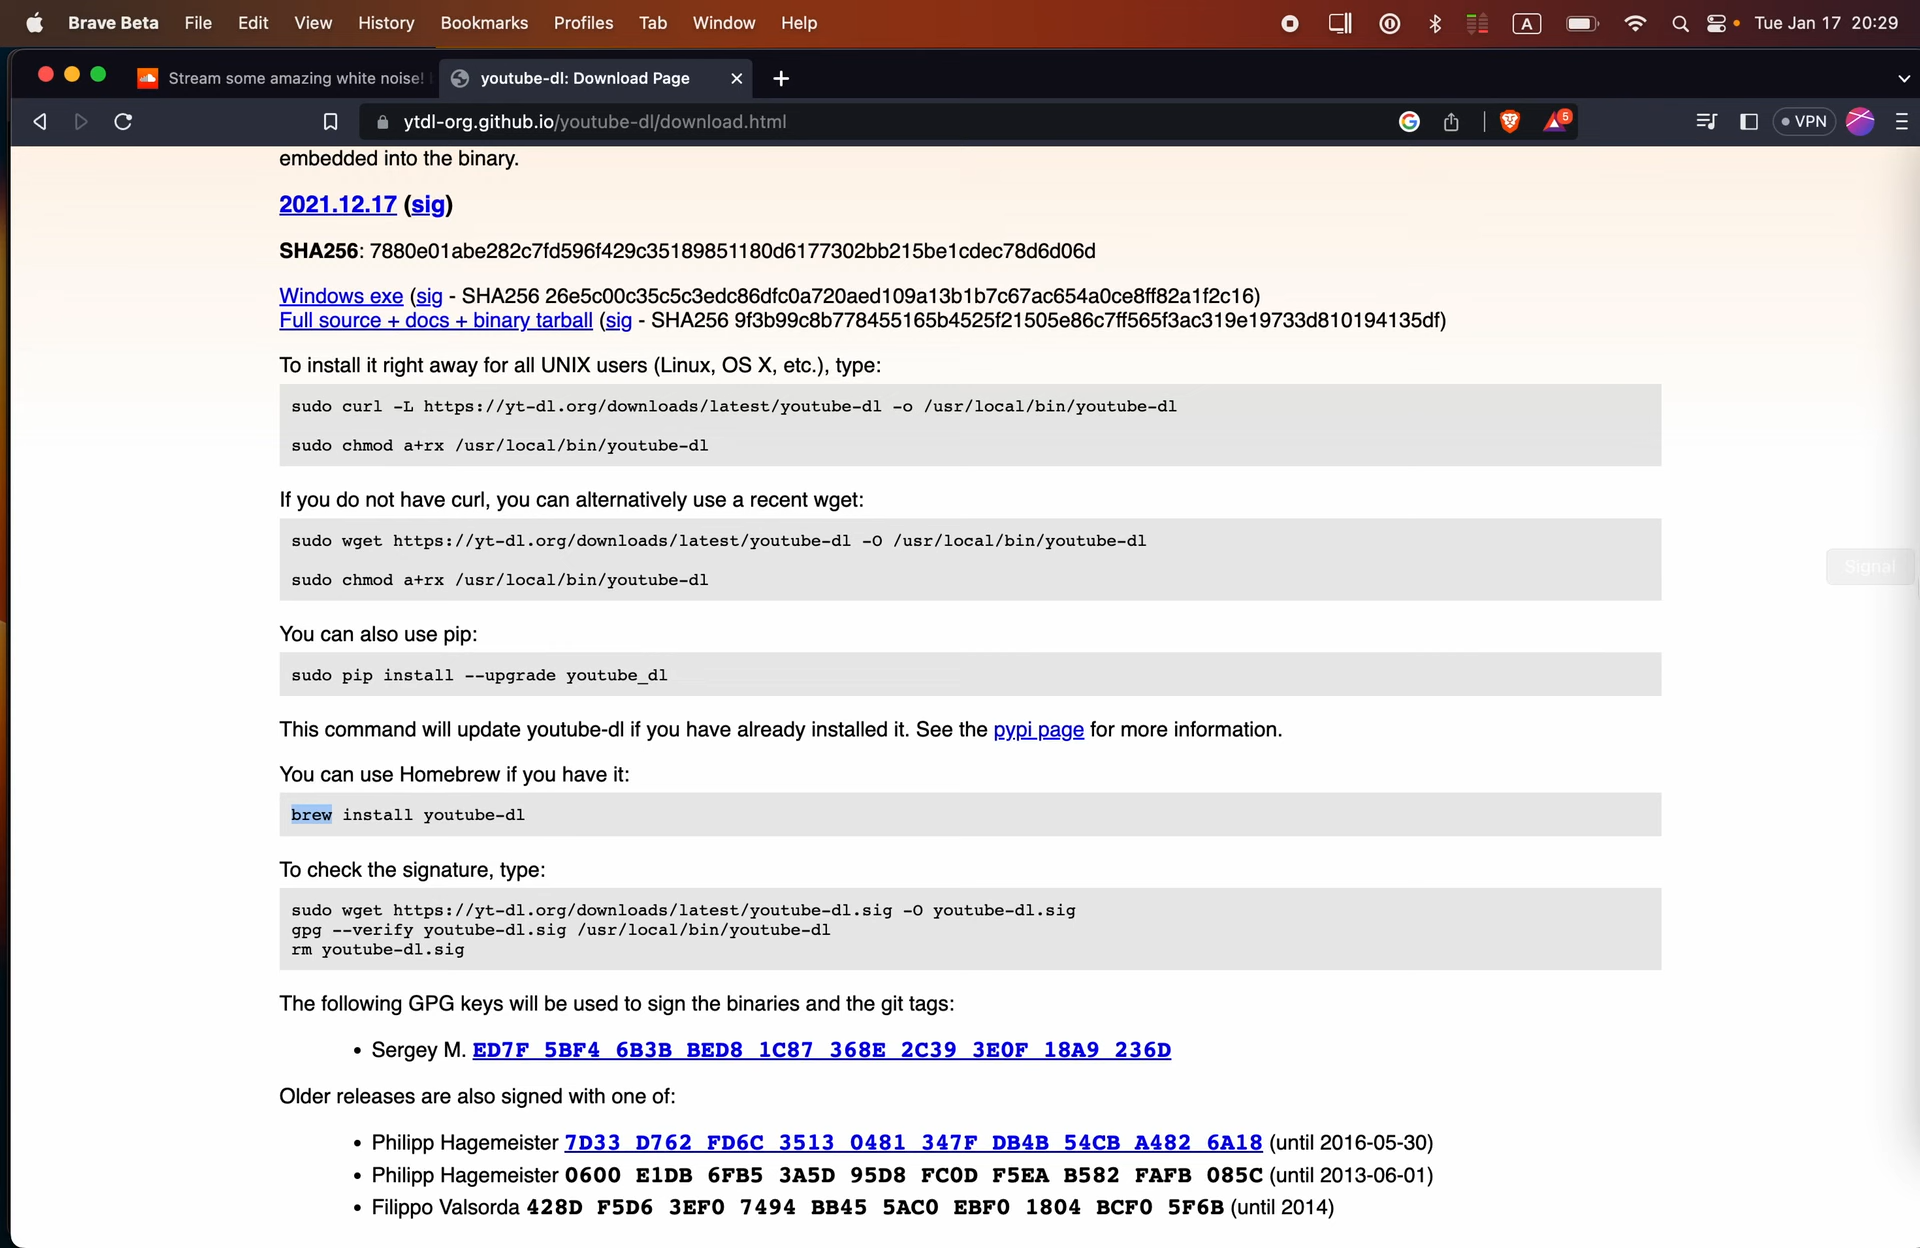 Brave Beta File Edit View History Bookmarks Profiles Tab Window Help A Tue Jan 17 20:29
Stream some amazing white noise! youtube-dl: Download Page
ytdl-org.github.io/youtube-dl/download.html 5 VPN
embedded into the binary.
2021.12.17 (sig)
SHA256: 7880e01abe282c7fd596f429c35189851180d6177302bb215be1cdec78d6d06d
Windows exe (sig - SHA256 26e5c00c35c5c3edc86dfc0a720aed109a13b1b7c67ac654a0ce8ff82a1f2c16)
Full source + docs + binary tarball (sig - SHA256 9f3b99c8b778455165b4525f21505e86c7ff565f3ac319e19733d810194135df)
To install it right away for all UNIX users (Linux, OS X, etc.), type:
sudo curl -L https://yt-dl.org/downloads/latest/youtube-dl -o /usr/local/bin/youtube-dl
sudo chmod a+rx /usr/local/bin/youtube-dl
If you do not have curl, you can alternatively use a recent wget:
sudo wget https://yt-dl.org/downloads/latest/youtube-dl -O /usr/local/bin/youtube-dl
sudo chmod a+rx /usr/local/bin/youtube-dl
Signal
You can also use pip:
sudo pip install --upgrade youtube_dl
This command will update youtube-dl if you have already installed it. See the pypi page for more information.
You can use Homebrew if you have it:
brew install youtube-dl
To check the signature, type:
sudo wget https://yt-dl.org/downloads/latest/youtube-dl.sig -O youtube-dl.sig
gpg --verify youtube-dl.sig /usr/local/bin/youtube-dl
rm youtube-dl.sig
The following GPG keys will be used to sign the binaries and the git tags:
• Sergey M. ED7F 5BF4 6B3B BED8 1C87 368E 2C39 3E0F 18A9 236D
Older releases are also signed with one of:
• Philipp Hagemeister 7D33 D762 FD6C 3513 0481 347F DB4B 54CB A482 6A18 (until 2016-05-30)
• Philipp Hagemeister 0600 E1DB 6FB5 3A5D 95D8 FC0D F5EA B582 FAFB 085C (until 2013-06-01)
• Filippo Valsorda 428D F5D6 3EF0 7494 BB45 5AC0 EBF0 1804 BCF0 5F6B (until 2014)